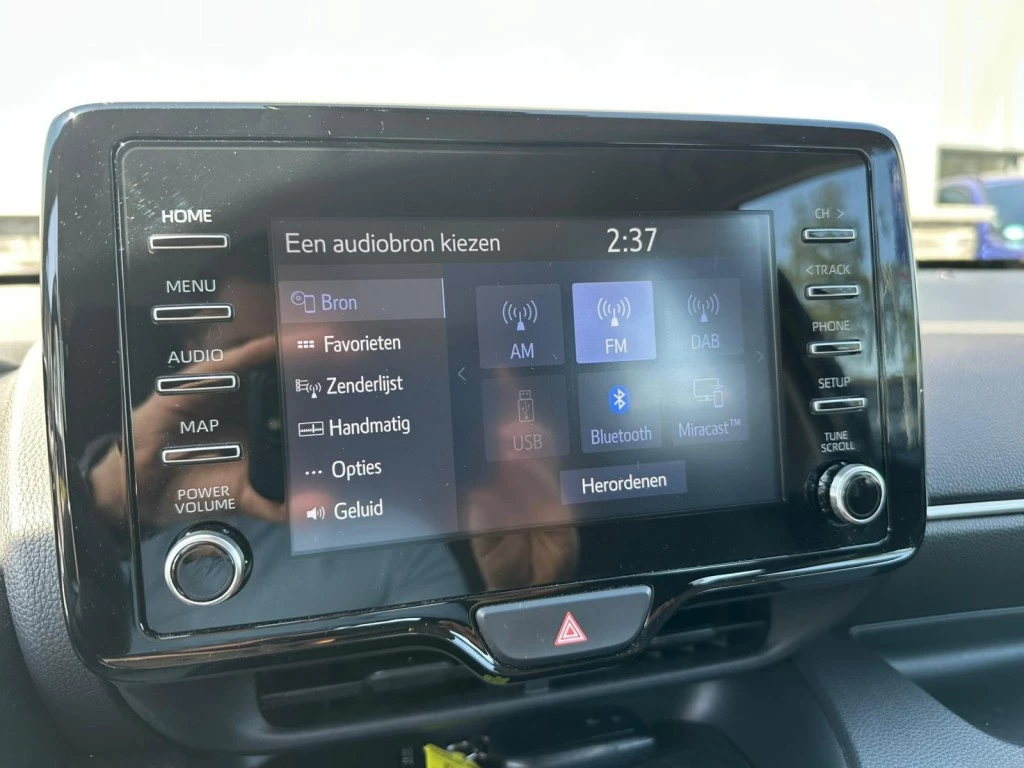 HOME
MENU
AUDIO
MAP
POWER
VOLUME
Een audiobron kiezen
2:37
Bron
Favorieten
Zenderlijst
Handmatig
Opties
Geluid
AM
FM
DAB
USB
Bluetooth
Miracast™
Herordenen
CH >
< TRACK
PHONE
SETUP
TUNE
SCROLL